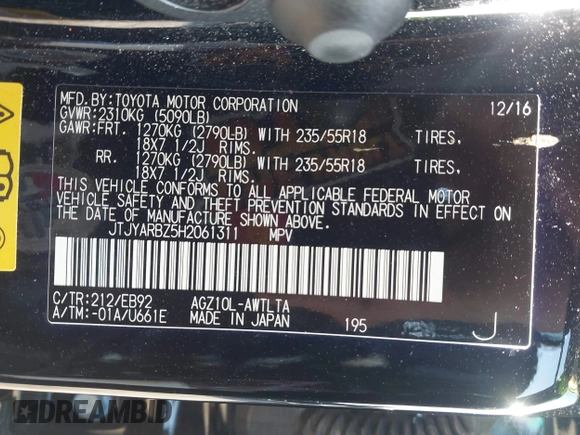 MFD.BY:TOYOTA MOTOR CORPORATION 12/16
GVWR:2310KG (5090LB)
GAWR:FRT. 1270KG (2790LB) WITH 235/55R18 TIRES.
18X7 1/2J RIMS.
RR. 1270KG (2790LB) WITH 235/55R18 TIRES.
18X7 1/2J RIMS.
THIS VEHICLE CONFORMS TO ALL APPLICABLE FEDERAL MOTOR
VEHICLE SAFETY AND THEFT PREVENTION STANDARDS IN EFFECT ON
THE DATE OF MANUFACTURE SHOWN ABOVE.
JTJYARBZ5H2061311 MPV
C/TR:212/EB92 AGZ10L-AWTLTA
A/TM:-01A/U661E MADE IN JAPAN 195 J
DREAMBID